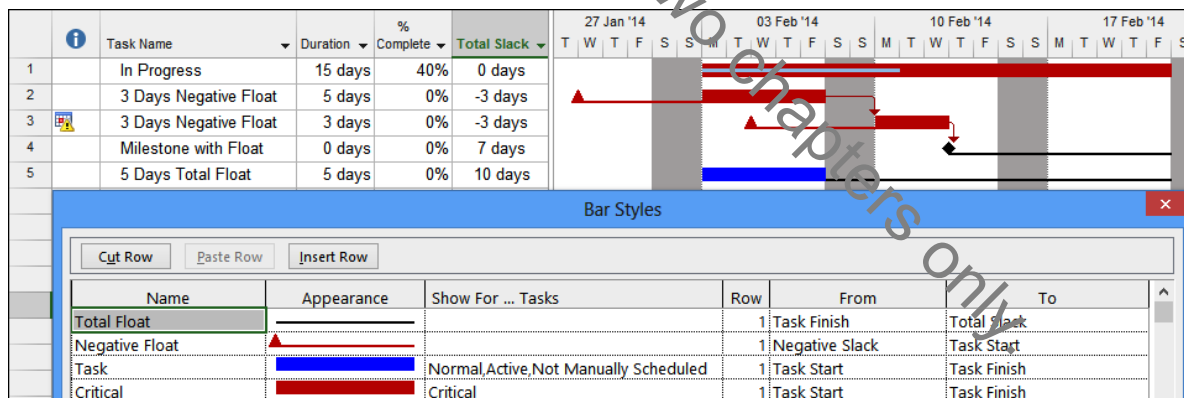 27 Jan '14 03 Feb '14 10 Feb '14 17 Feb '14
Task Name Duration % Complete Total Slack T W T F S S M T W T F S S M T W T F S S M T W T F S
1 In Progress 15 days 40% 0 days
2 3 Days Negative Float 5 days 0% -3 days
3 3 Days Negative Float 3 days 0% -3 days
4 Milestone with Float 0 days 0% 7 days
5 5 Days Total Float 5 days 0% 10 days
Bar Styles
Cut Row Paste Row Insert Row
Name Appearance Show For ... Tasks Row From To
Total Float 1 Task Finish Total Slack
Negative Float 1 Negative Slack Task Start
Task Normal,Active,Not Manually Scheduled 1 Task Start Task Finish
Critical Critical 1 Task Start Task Finish
two chapters only.